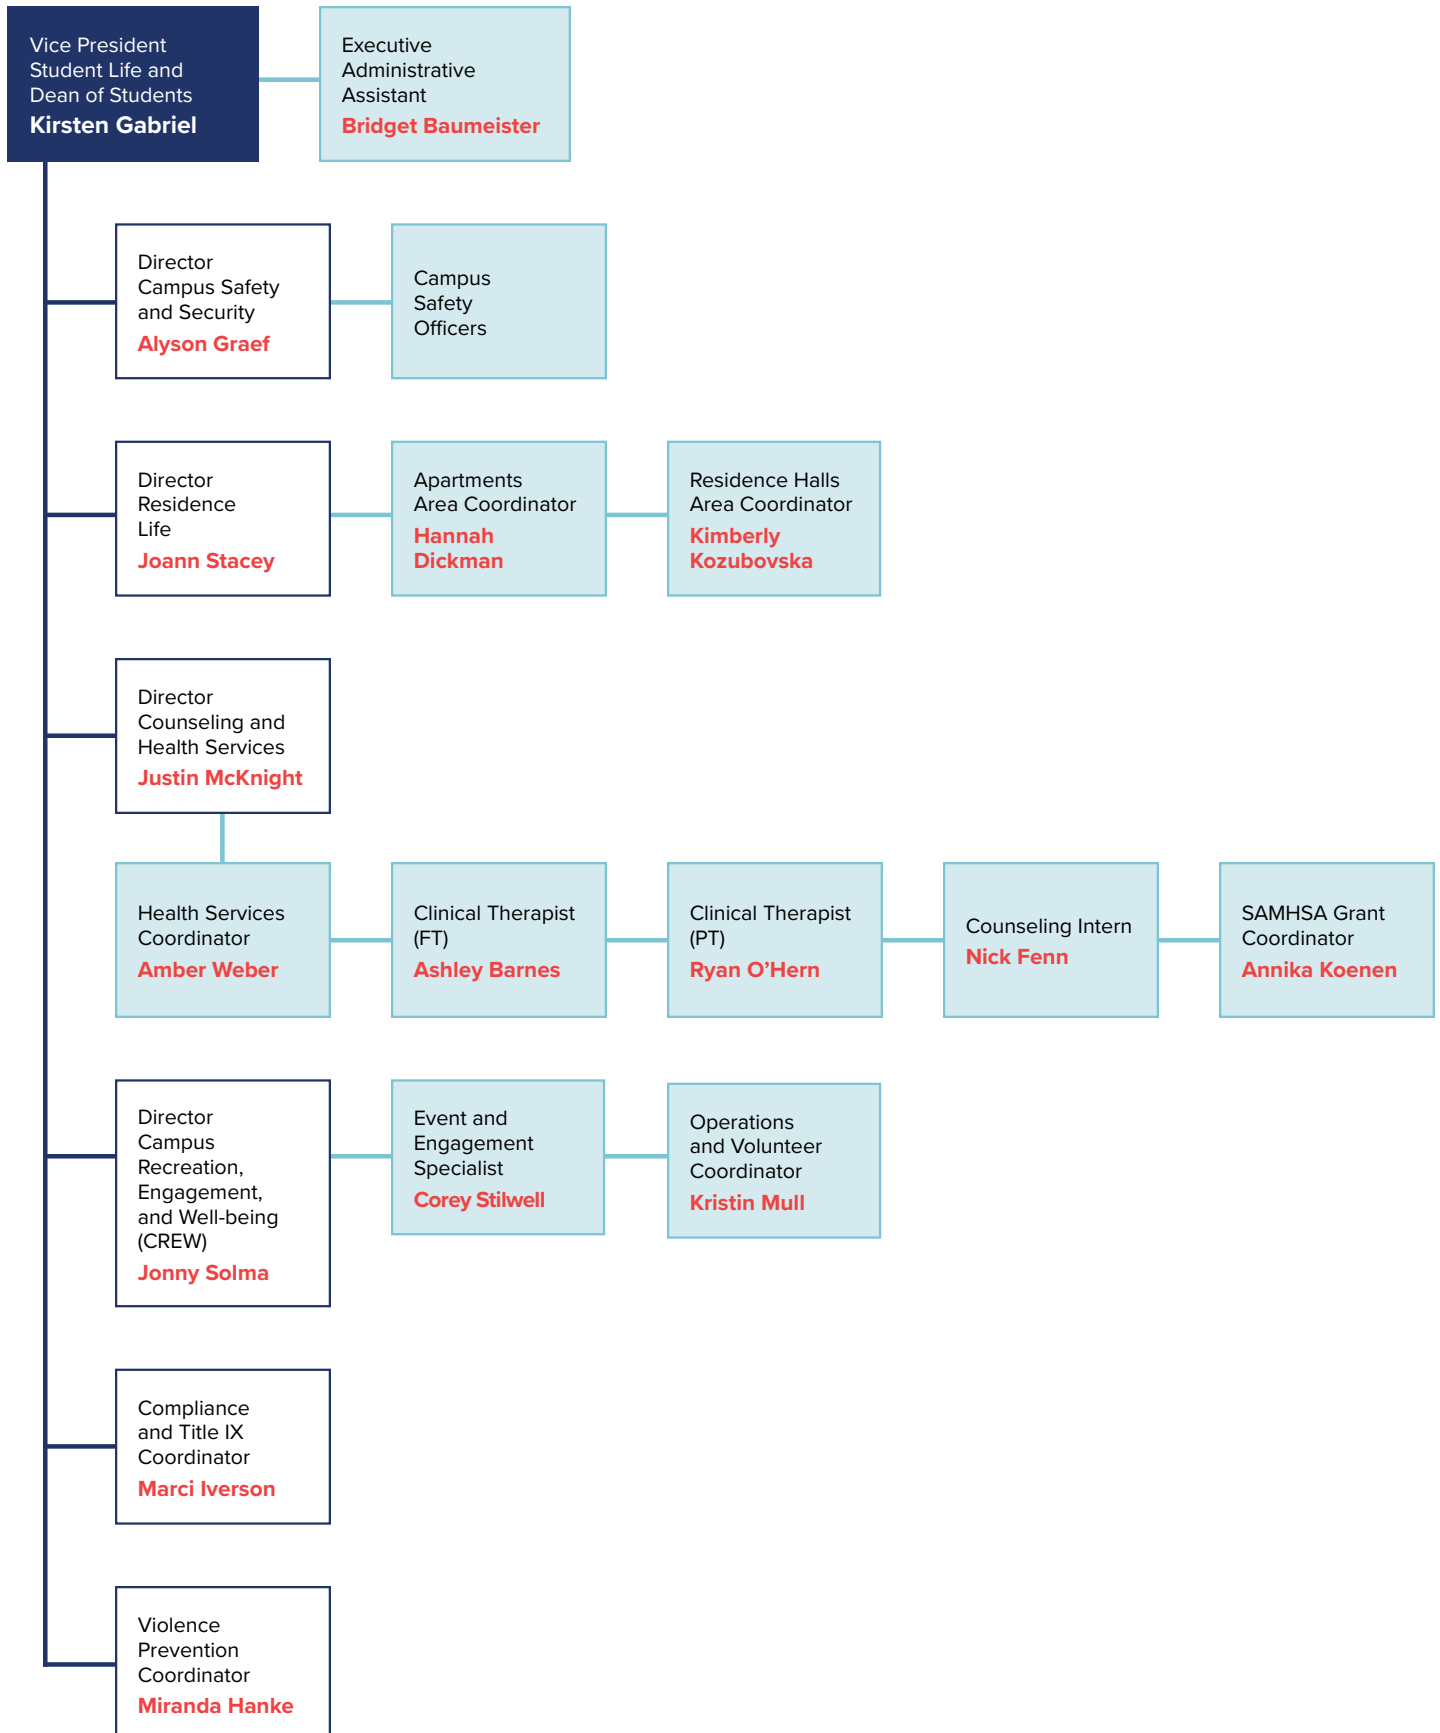 Vice President
Student Life and
Dean of Students
Kirsten Gabriel
Executive
Administrative
Assistant
Bridget Baumeister
Director
Campus Safety
and Security
Alyson Graef
Campus
Safety
Officers
Director
Residence
Life
Joann Stacey
Apartments
Area Coordinator
Hannah
Dickman
Residence Halls
Area Coordinator
Kimberly
Kozubovska
Director
Counseling and
Health Services
Justin McKnight
Health Services
Coordinator
Amber Weber
Clinical Therapist
(FT)
Ashley Barnes
Clinical Therapist
(PT)
Ryan O’Hern
Counseling Intern
Nick Fenn
SAMHSA Grant
Coordinator
Annika Koenen
Director
Campus
Recreation,
Engagement,
and Well-being
(CREW)
Jonny Solma
Event and
Engagement
Specialist
Corey Stilwell
Operations
and Volunteer
Coordinator
Kristin Mull
Compliance
and Title IX
Coordinator
Marci Iverson
Violence
Prevention
Coordinator
Miranda Hanke